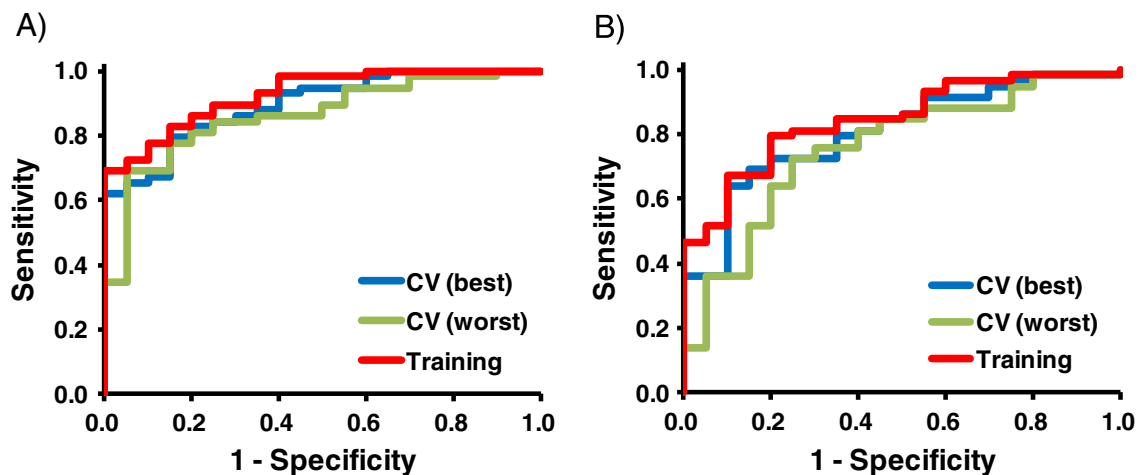 A)
1.0
0.8
0.6
0.4
0.2
0.0
Sensitivity
CV (best)
CV (worst)
Training
0.0 0.2 0.4 0.6 0.8 1.0
1 - Specificity
B)
1.0
0.8
0.6
0.4
0.2
0.0
Sensitivity
CV (best)
CV (worst)
Training
0.0 0.2 0.4 0.6 0.8 1.0
1 - Specificity